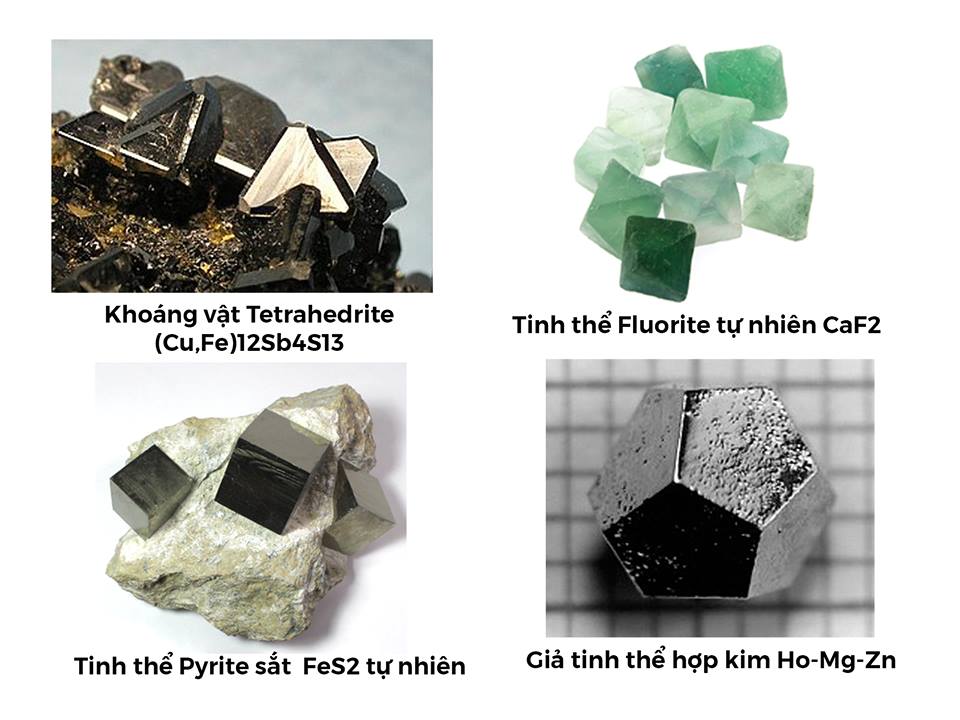 Khoáng vật Tetrahedrite
(Cu,Fe)12Sb4S13
Tinh thể Fluorite tự nhiên CaF2
Tinh thể Pyrite sắt FeS2 tự nhiên
Giả tinh thể hợp kim Ho-Mg-Zn